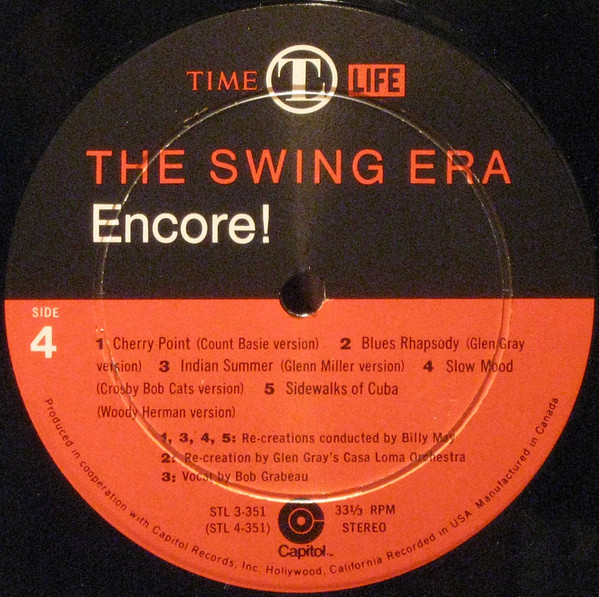 TIME TL LIFE
THE SWING ERA
Encore!
SIDE
4
1 Cherry Point (Count Basie version) 2 Blues Rhapsody (Glen Gray
version) 3 Indian Summer (Glenn Miller version) 4 Slow Mood
(Crosby Bob Cats version) 5 Sidewalks of Cuba
(Woody Herman version)
1, 3, 4, 5: Re-creations conducted by Billy May
2: Re-creation by Glen Gray's Casa Loma Orchestra
3: Vocal by Bob Grabeau
STL 3-351
(STL 4-351)
Capitol™
33⅓ RPM
STEREO
Produced in cooperation with Capitol Records, Inc. Hollywood, California Recorded in USA Manufactured in Canada